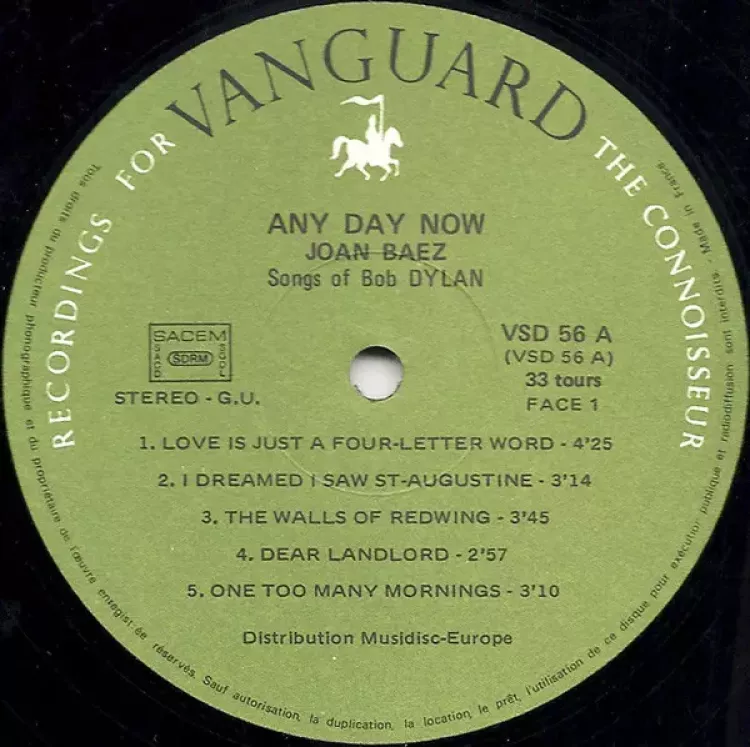 VANGUARD
RECORDINGS FOR THE CONNOISSEUR
ANY DAY NOW
JOAN BAEZ
Songs of Bob DYLAN
SACEM
SACD
SDRM
SGDL
STEREO - G.U.
VSD 56 A
(VSD 56 A)
33 tours
FACE 1
1. LOVE IS JUST A FOUR-LETTER WORD - 4'25
2. I DREAMED I SAW ST-AUGUSTINE - 3'14
3. THE WALLS OF REDWING - 3'45
4. DEAR LANDLORD - 2'57
5. ONE TOO MANY MORNINGS - 3'10
Distribution Musidisc-Europe
Tous droits du producteur phonographique et du propriétaire de l'œuvre enregistrée réservés. Sauf autorisation, la duplication, la location, le prêt, l'utilisation de ce disque pour exécution publique et radiodiffusion sont interdits - Made in France.